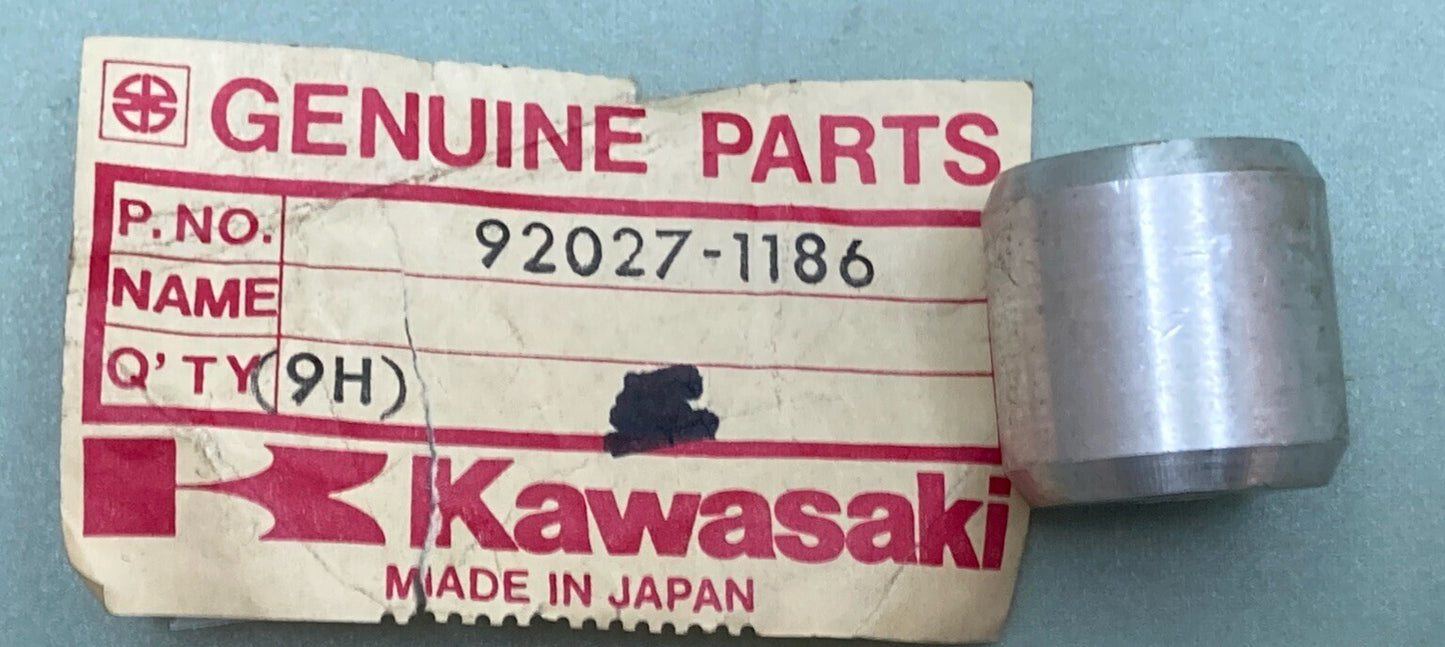 GENUINE PARTS
P.NO. 92027-1186
NAME
Q'TY (9H)
Kawasaki
MADE IN JAPAN